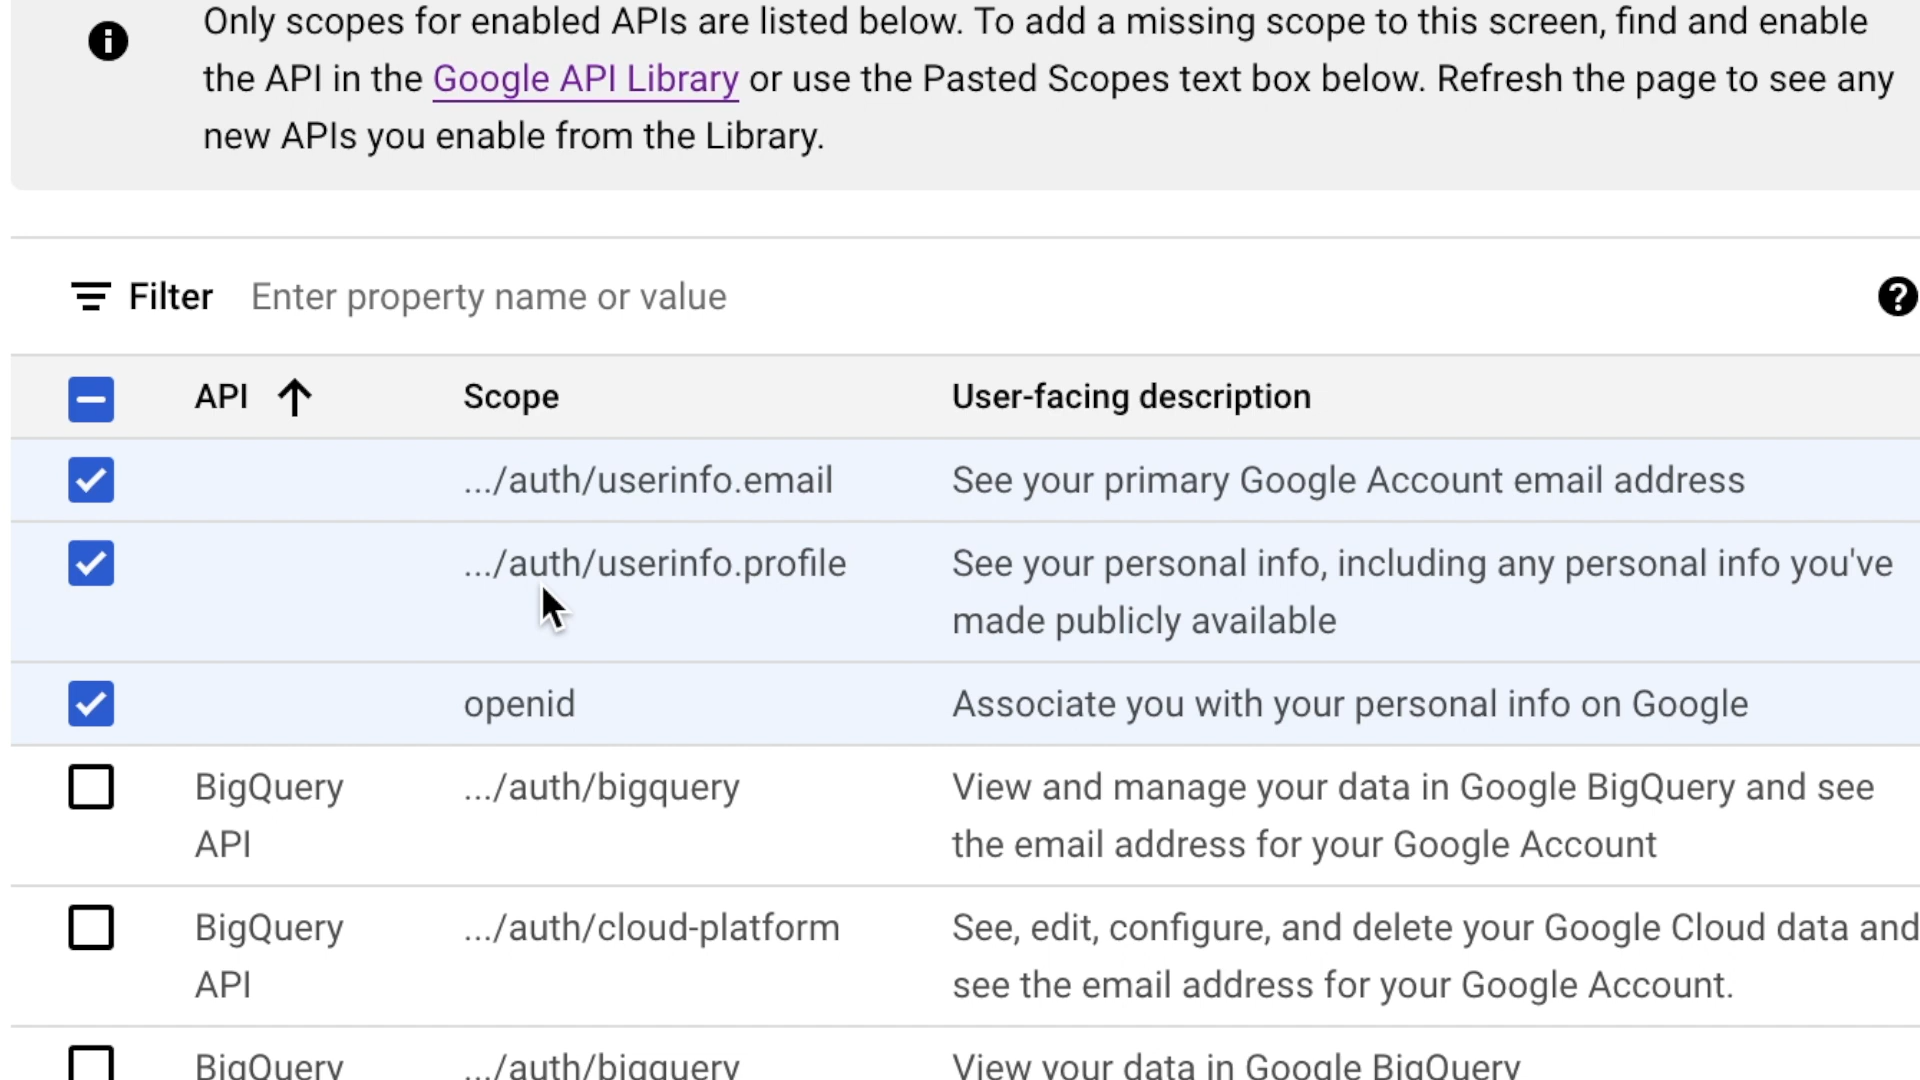 Only scopes for enabled APIs are listed below. To add a missing scope to this screen, find and enable
the API in the Google API Library or use the Pasted Scopes text box below. Refresh the page to see any
new APIs you enable from the Library.
Filter Enter property name or value
API Scope User-facing description
.../auth/userinfo.email See your primary Google Account email address
.../auth/userinfo.profile See your personal info, including any personal info you've
made publicly available
openid Associate you with your personal info on Google
BigQuery .../auth/bigquery View and manage your data in Google BigQuery and see
API the email address for your Google Account
BigQuery .../auth/cloud-platform See, edit, configure, and delete your Google Cloud data and
API see the email address for your Google Account.
BigQuery .../auth/bigquery View your data in Google BigQuery